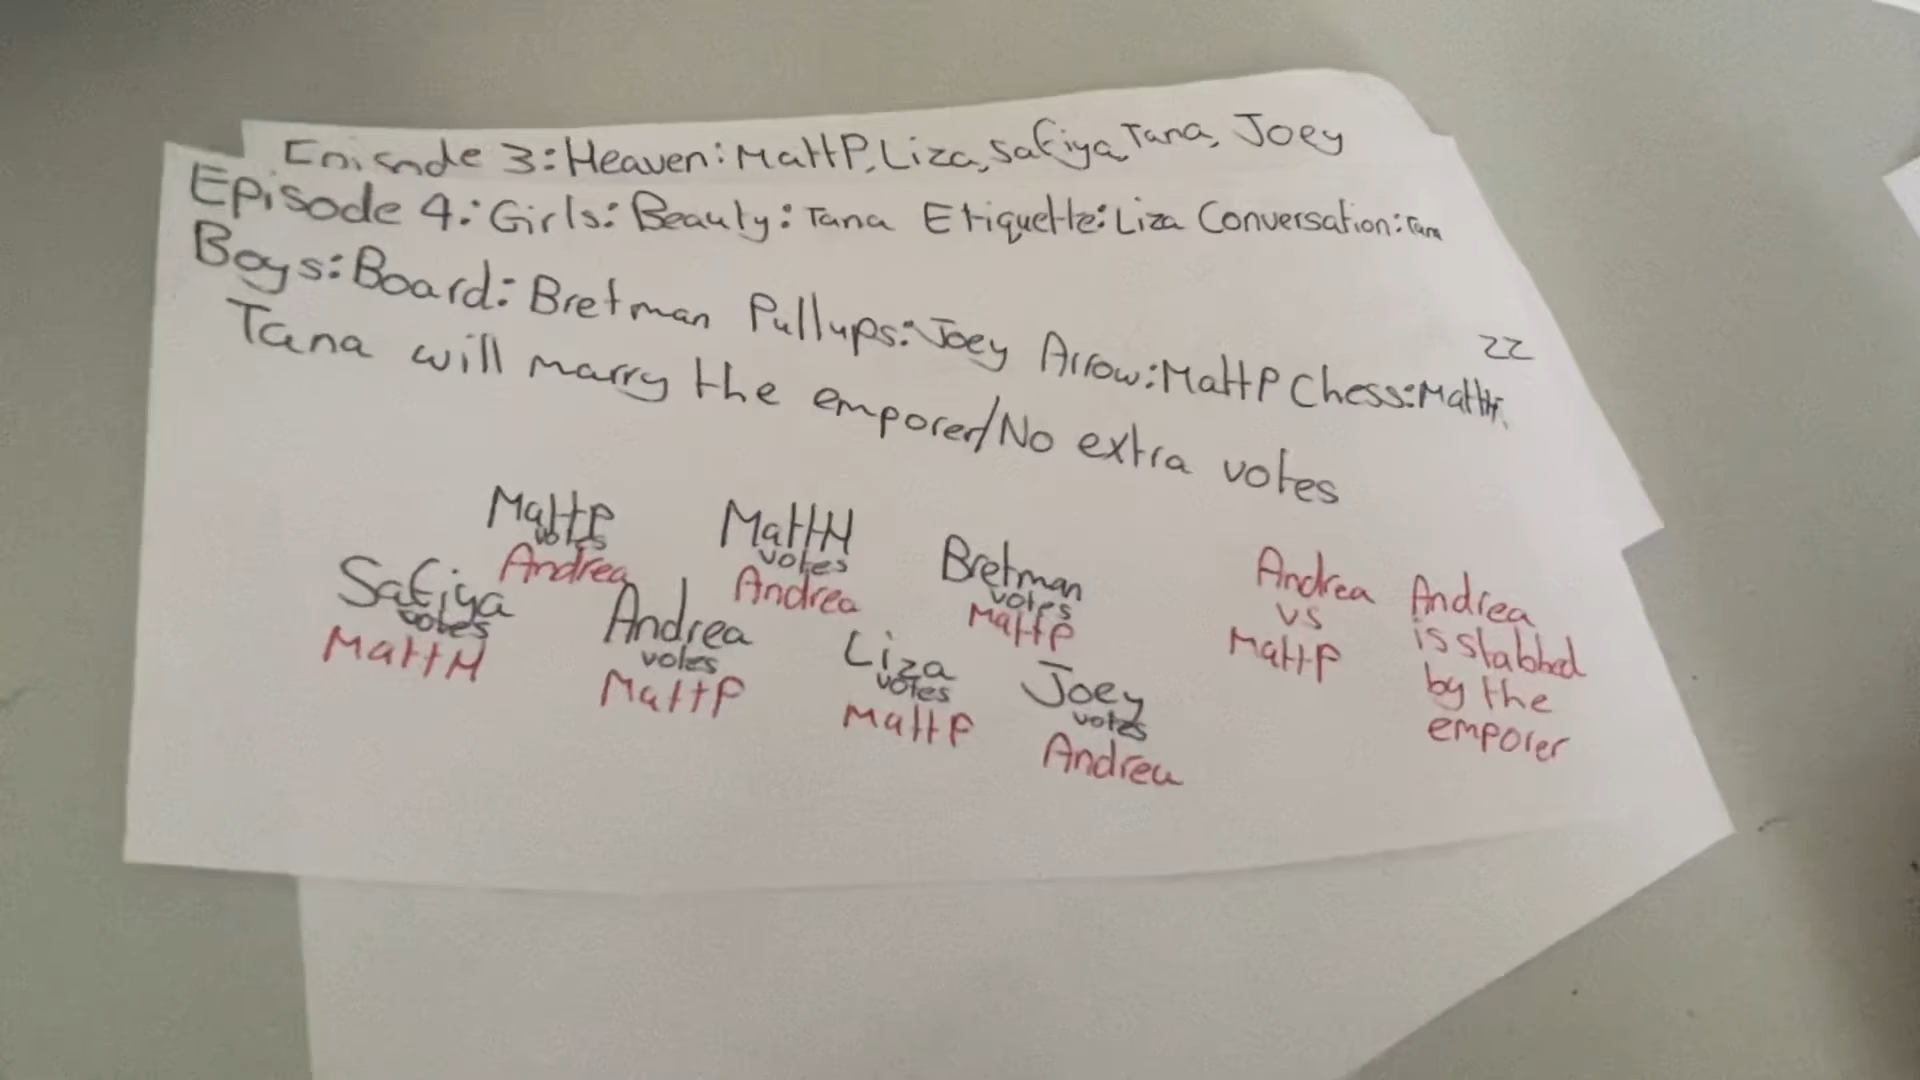 Episode 3: Heaven: MattP, Liza, Safiya, Tana, Joey
Episode 4: Girls: Beauty: Tana Etiquette: Liza Conversation: Tana
Boys: Board: Bretman Pullups: Joey Arrow: MattP Chess: MattH
22
Tana will marry the emporer/No extra votes
MattP
votes
Andrea
MattH
votes
Andrea
Bretman
votes
MattP
Safiya
votes
MattH
Andrea
votes
MattP
Liza
votes
MattP
Joey
votes
Andrea
Andrea
vs
MattP
Andrea
is stabbed
by the
emporer